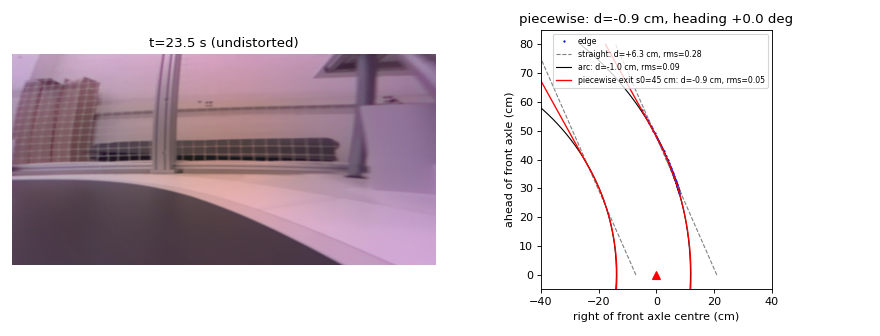 t=23.5 s (undistorted)
piecewise: d=-0.9 cm, heading +0.0 deg
edge
straight: d=+6.3 cm, rms=0.28
arc: d=-1.0 cm, rms=0.09
piecewise exit s0=45 cm: d=-0.9 cm, rms=0.05
ahead of front axle (cm)
80
70
60
50
40
30
20
10
0
−40
−20
0
20
40
right of front axle centre (cm)